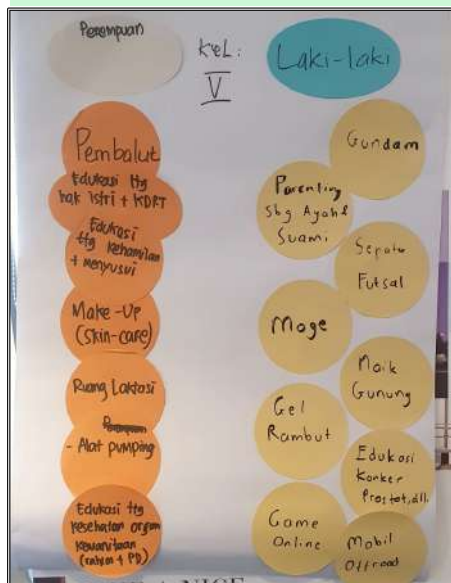 Perempuan
KEL:
V
Laki-laki
Pembalut
Edukasi ttg
hak istri + KDRT
Edukasi
ttg kehamilan
+ menyusui
Make-Up
(skin-care)
Ruang Laktasi
- Alat pumping
Edukasi ttg
kesehatan organ
kewanitaan
(rahim + PD)
Gundam
Parenting
Sbg Ayah &
Suami
Sepatu
Futsal
Moge
Naik
Gunung
Gel
Rambut
Edukasi
Kanker
Prostat, dll.
Game
Online
Mobil
Offroad